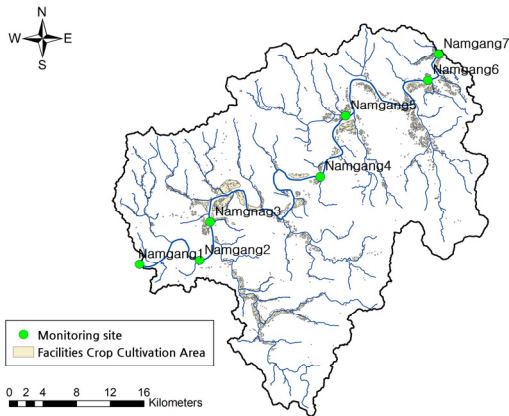 N
W E
S
Namgang7
Namgang6
Namgang5
Namgang4
Namgnag3
Namgang1
Namgang2
Monitoring site
Facilities Crop Cultivation Area
0 2 4 8 12 16
Kilometers